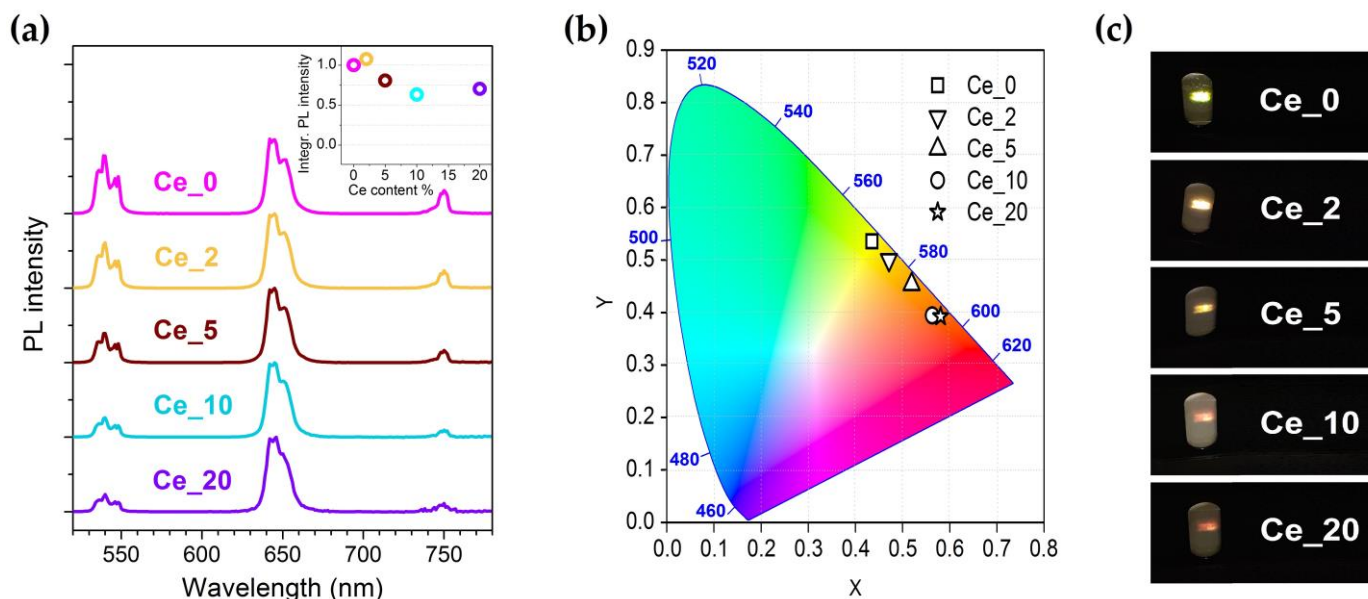 (a)
PL intensity
Ce_0
Ce_2
Ce_5
Ce_10
Ce_20
550
600
650
700
750
Wavelength (nm)
Integr. PL intensity
1.0
0.5
0.0
0
5
10
15
20
Ce content %
(b)
Y
0.9
0.8
0.7
0.6
0.5
0.4
0.3
0.2
0.1
0.0
0.0
0.1
0.2
0.3
0.4
0.5
0.6
0.7
0.8
X
520
540
560
580
600
620
500
480
460
Ce_0
Ce_2
Ce_5
Ce_10
Ce_20
(c)
Ce_0
Ce_2
Ce_5
Ce_10
Ce_20